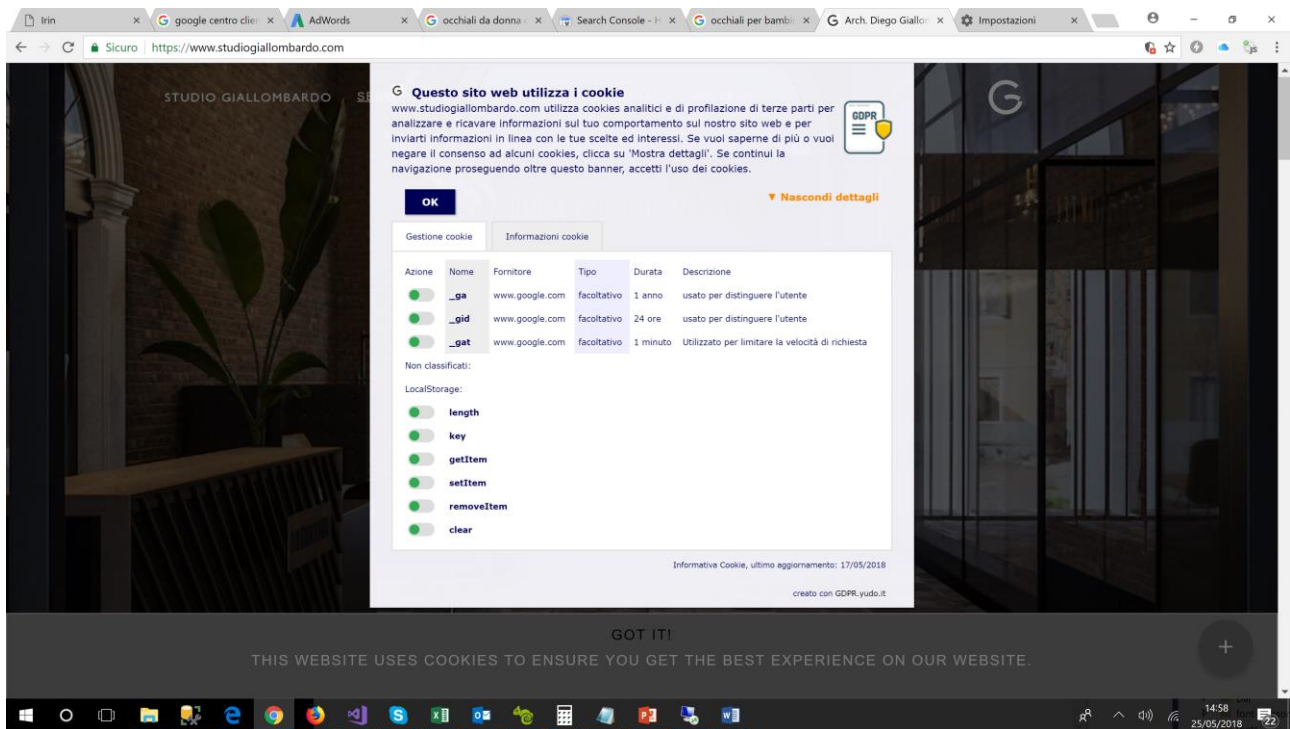 Irin
google centro clien
AdWords
occhiali da donna
Search Console - H
occhiali per bambi
Arch. Diego Giallo
Impostazioni
Sicuro
https://www.studiogiallombardo.com
STUDIO GIALLOMBARDO
G
G Questo sito web utilizza i cookie
www.studiogiallombardo.com utilizza cookies analitici e di profilazione di terze parti per
analizzare e ricavare informazioni sul tuo comportamento sul nostro sito web e per
inviarti informazioni in linea con le tue scelte ed interessi. Se vuoi saperne di più o vuoi
negare il consenso ad alcuni cookies, clicca su 'Mostra dettagli'. Se continui la
navigazione proseguendo oltre questo banner, accetti l'uso dei cookies.
GDPR
OK
▼ Nascondi dettagli
Gestione cookie
Informazioni cookie
Azione Nome Fornitore Tipo Durata Descrizione
_ga www.google.com facoltativo 1 anno usato per distinguere l'utente
_gid www.google.com facoltativo 24 ore usato per distinguere l'utente
_gat www.google.com facoltativo 1 minuto Utilizzato per limitare la velocità di richiesta
Non classificati:
LocalStorage:
length
key
getItem
setItem
removeItem
clear
Informativa Cookie, ultimo aggiornamento: 17/05/2018
creato con GDPR.yudo.it
GOT IT!
THIS WEBSITE USES COOKIES TO ENSURE YOU GET THE BEST EXPERIENCE ON OUR WEBSITE.
14:58
25/05/2018
22